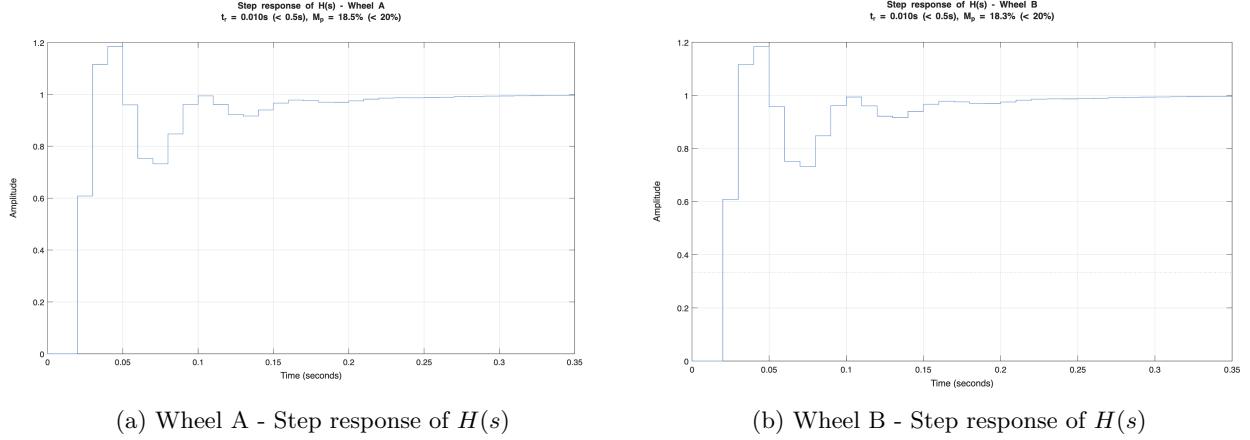 Step response of H(s) - Wheel A
t_r = 0.010s (< 0.5s), M_p = 18.5% (< 20%)
1.2
1
0.8
0.6
0.4
0.2
0
Amplitude
0 0.05 0.1 0.15 0.2 0.25 0.3 0.35
Time (seconds)
(a) Wheel A - Step response of H(s)
Step response of H(s) - Wheel B
t_r = 0.010s (< 0.5s), M_p = 18.3% (< 20%)
1.2
1
0.8
0.6
0.4
0.2
0
Amplitude
0 0.05 0.1 0.15 0.2 0.25 0.3 0.35
Time (seconds)
(b) Wheel B - Step response of H(s)